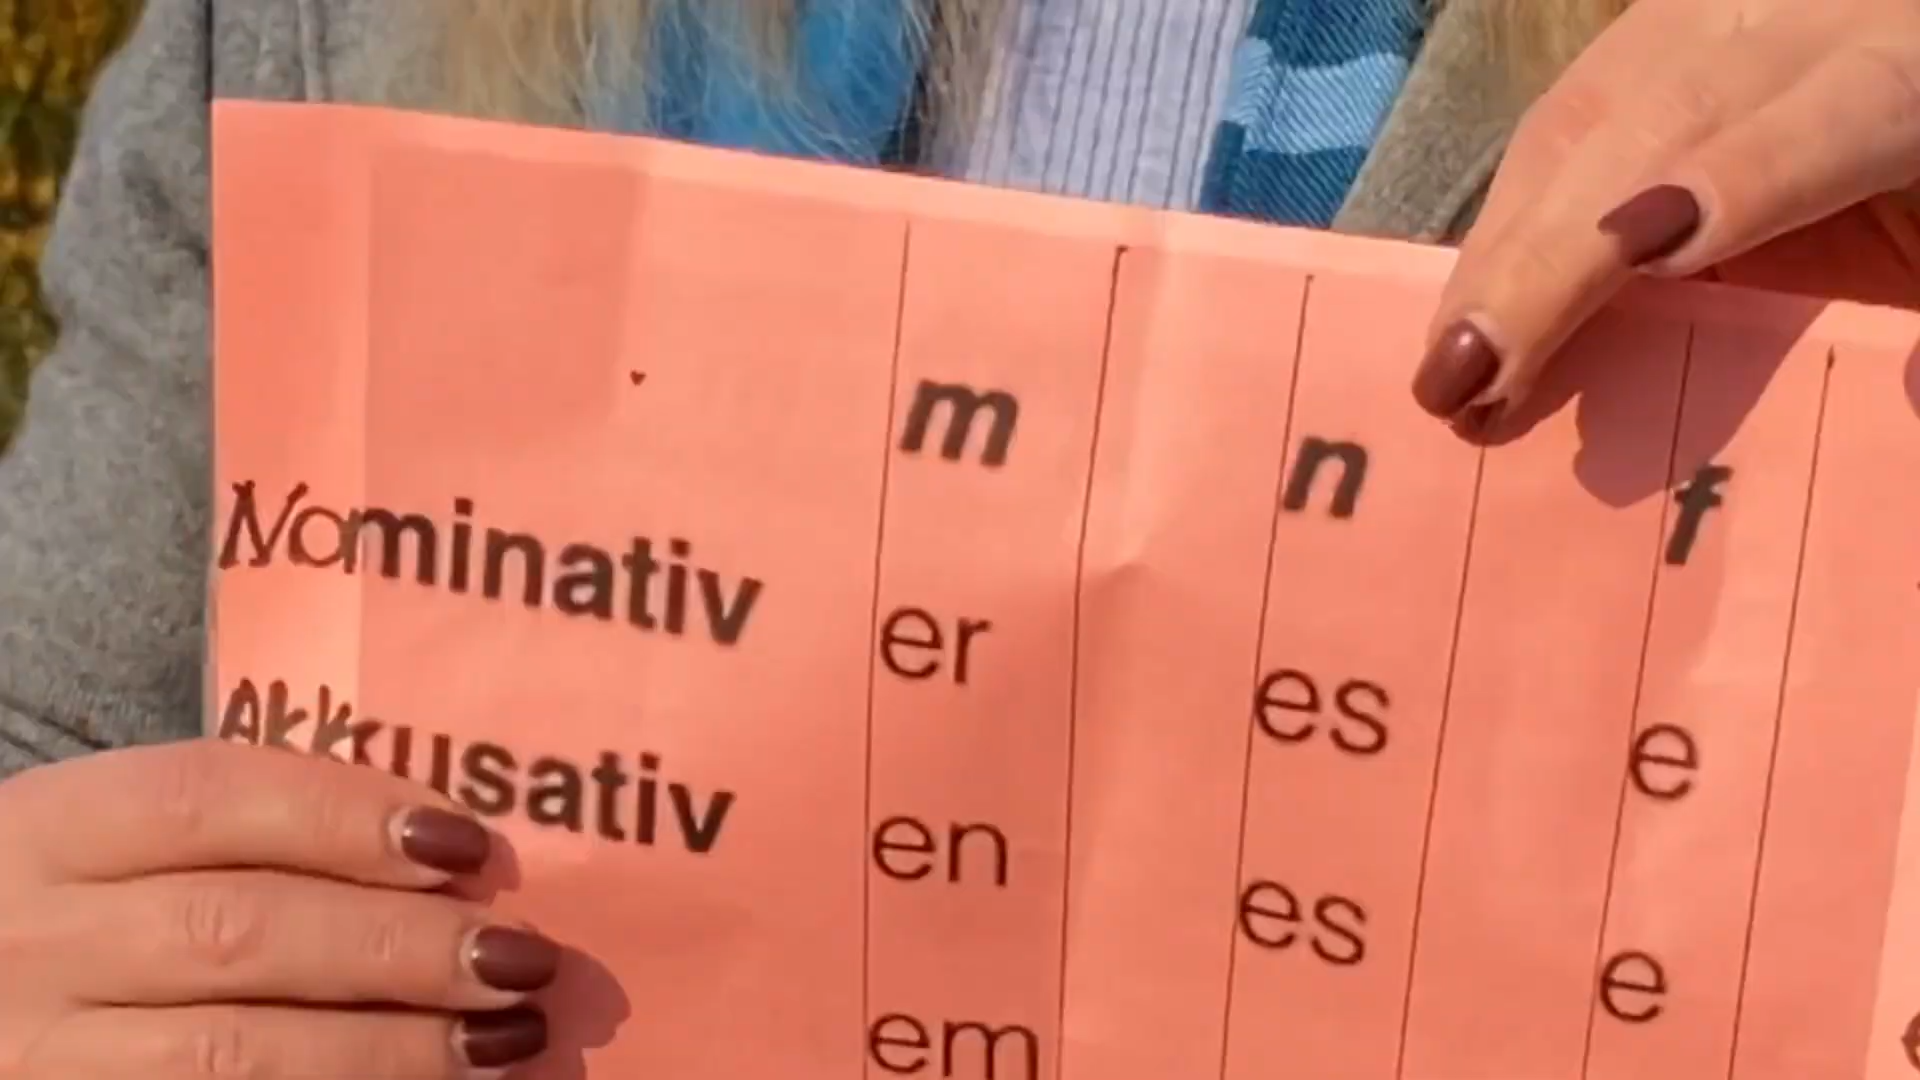 m n f
Nominativ er es e
Akkusativ en es e
em